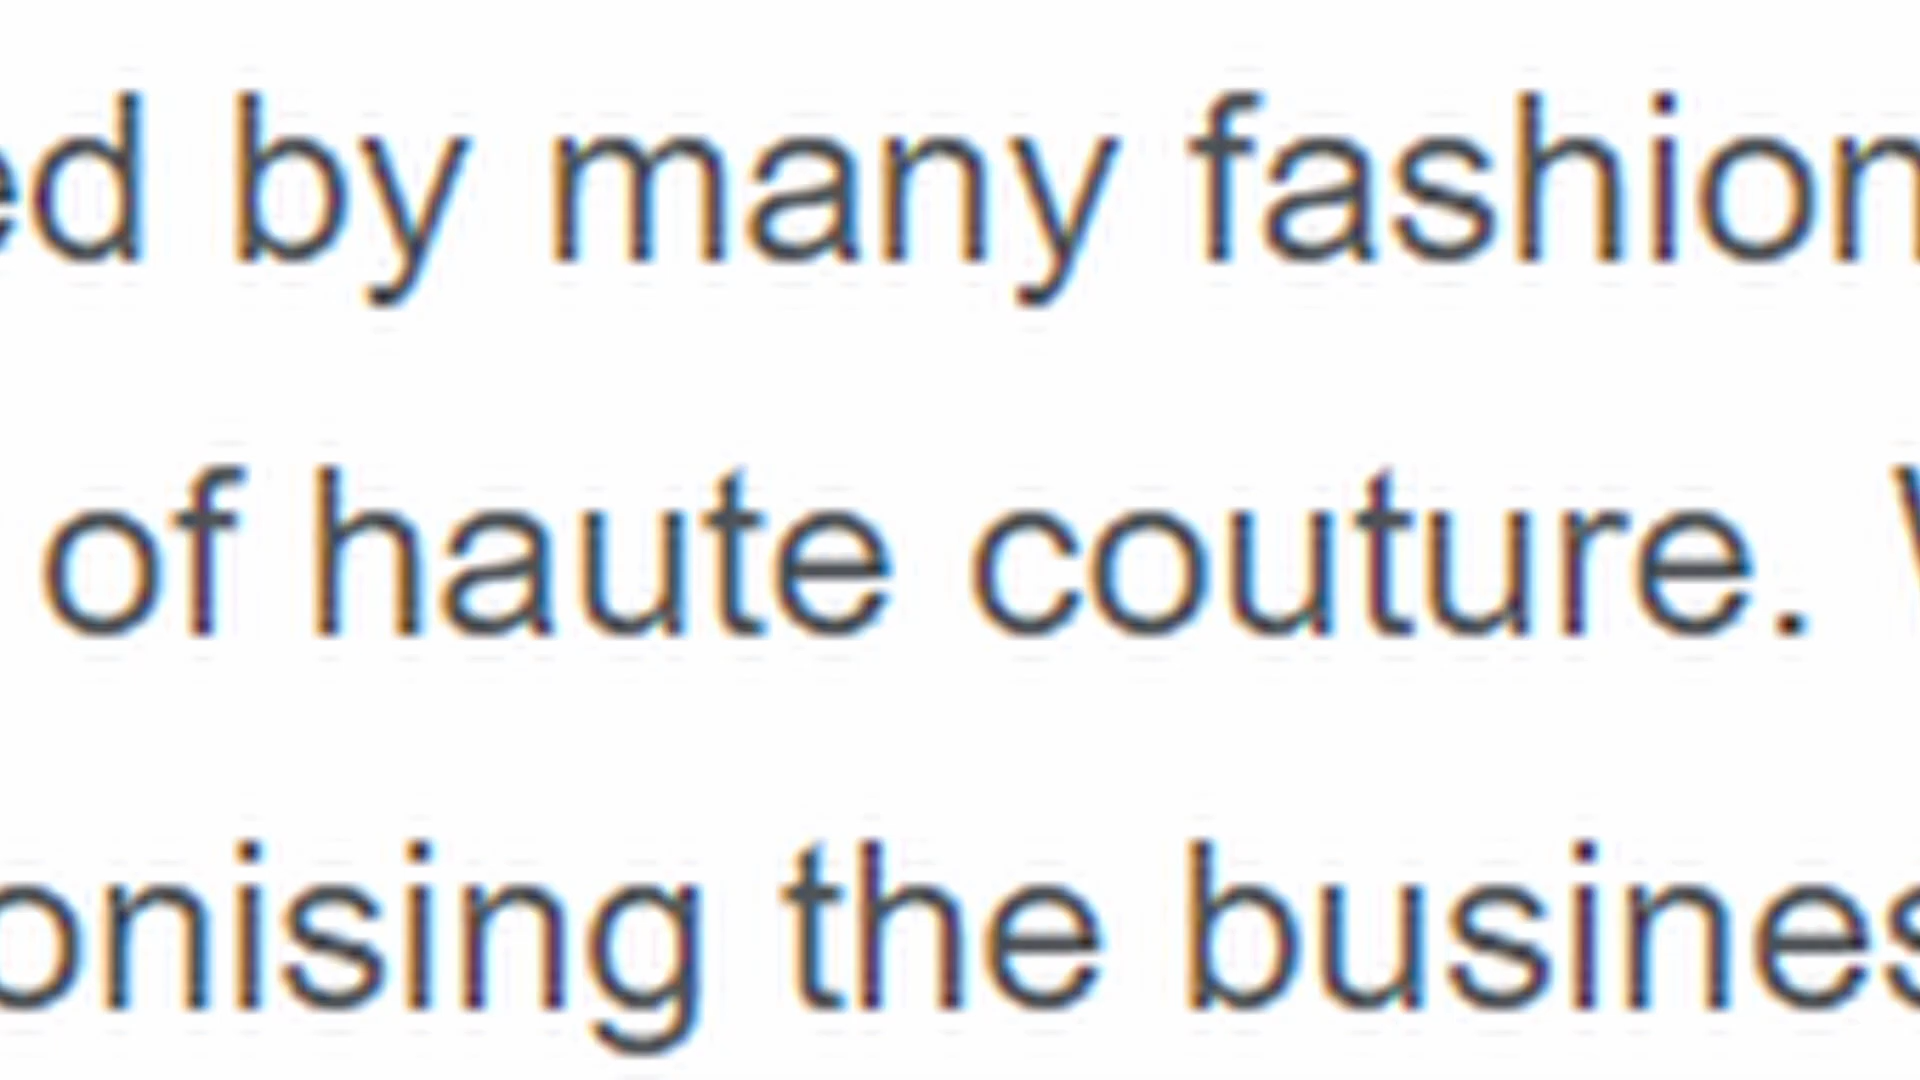 ed by many fashion
of haute couture. W
onising the busines